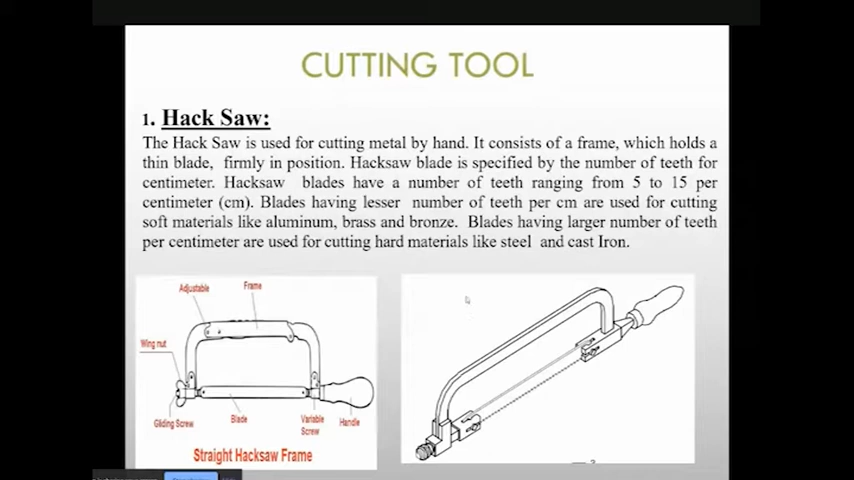 CUTTING TOOL
1. Hack Saw:
The Hack Saw is used for cutting metal by hand. It consists of a frame, which holds a
thin blade, firmly in position. Hacksaw blade is specified by the number of teeth for
centimeter. Hacksaw blades have a number of teeth ranging from 5 to 15 per
centimeter (cm). Blades having lesser number of teeth per cm are used for cutting
soft materials like aluminum, brass and bronze. Blades having larger number of teeth
per centimeter are used for cutting hard materials like steel and cast Iron.
Adjustable
Frame
Wing nut
Gliding Screw
Blade
Variable
Screw
Handle
Straight Hacksaw Frame